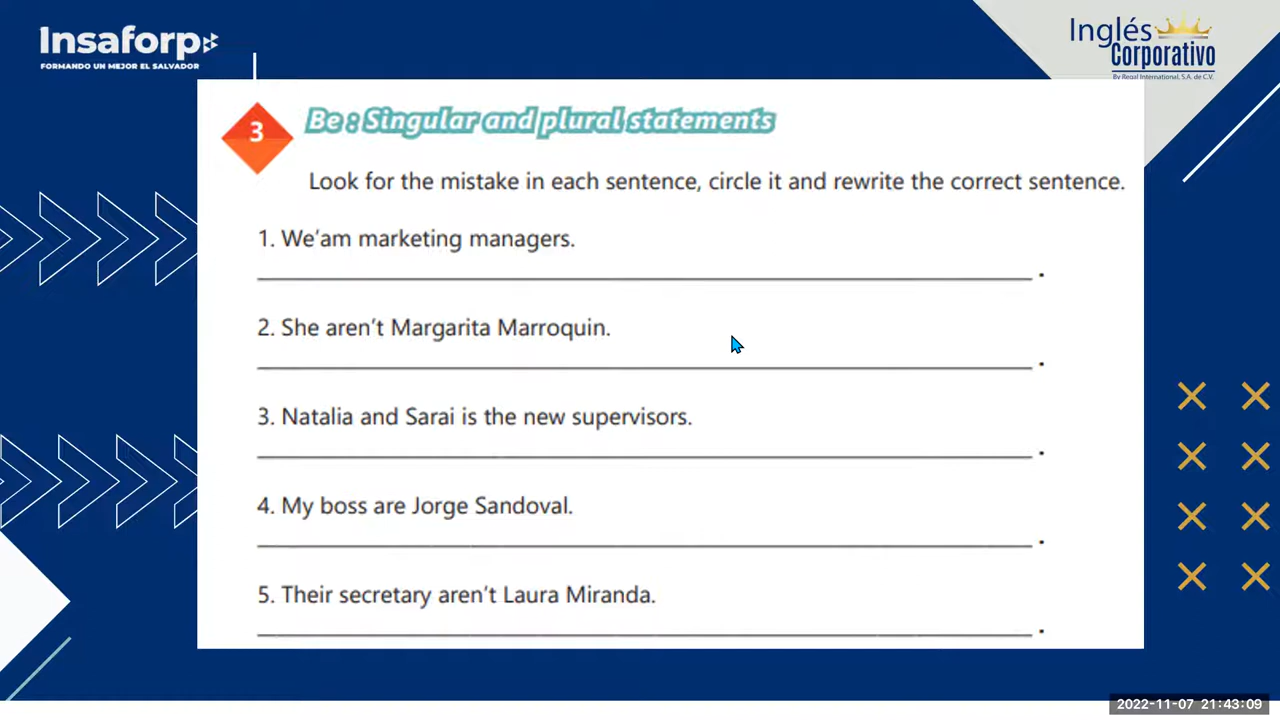 Insaforp
FORMANDO UN MEJOR EL SALVADOR
Inglés
Corporativo
By Regal International, S.A. de C.V.
3
Be : Singular and plural statements
Look for the mistake in each sentence, circle it and rewrite the correct sentence.
1. We’am marketing managers.
.
2. She aren’t Margarita Marroquin.
.
3. Natalia and Sarai is the new supervisors.
.
4. My boss are Jorge Sandoval.
.
5. Their secretary aren’t Laura Miranda.
.
2022-11-07 21:43:09